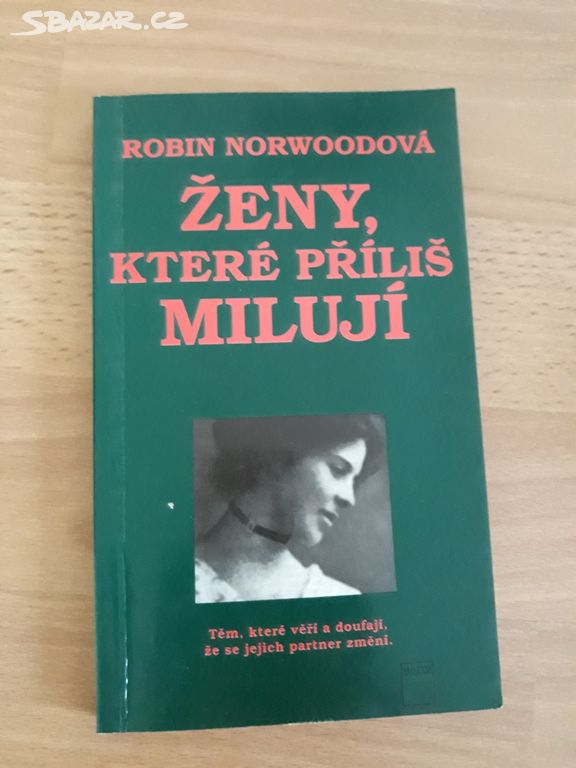 SBAZAR.CZ
ROBIN NORWOODOVÁ
ŽENY,
KTERÉ PŘÍLIŠ
MILUJÍ
Těm, které věří a doufají,
že se jejich partner změní.